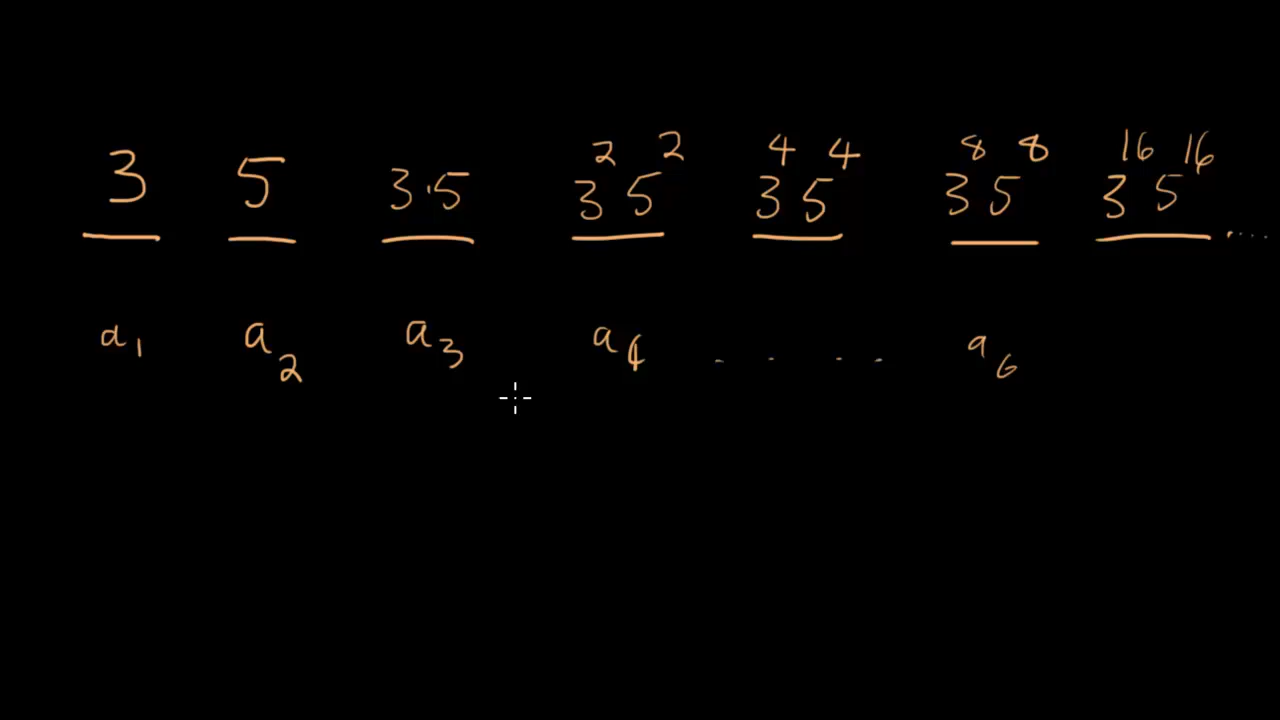 3 5 3·5 3²5² 3⁴5⁴ 3⁸5⁸ 3¹⁶5¹⁶ ....
a₁ a₂ a₃ a₄ . . . . a₆